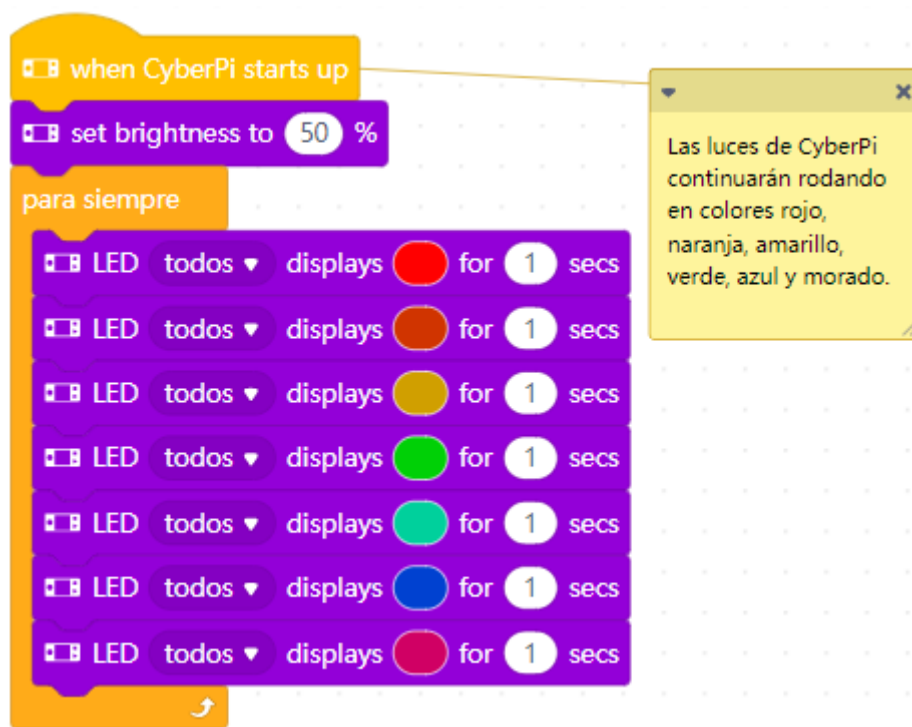 when CyberPi starts up
set brightness to 50 %
para siempre
LED todos displays for 1 secs
LED todos displays for 1 secs
LED todos displays for 1 secs
LED todos displays for 1 secs
LED todos displays for 1 secs
LED todos displays for 1 secs
LED todos displays for 1 secs
Las luces de CyberPi
continuarán rodando
en colores rojo,
naranja, amarillo,
verde, azul y morado.